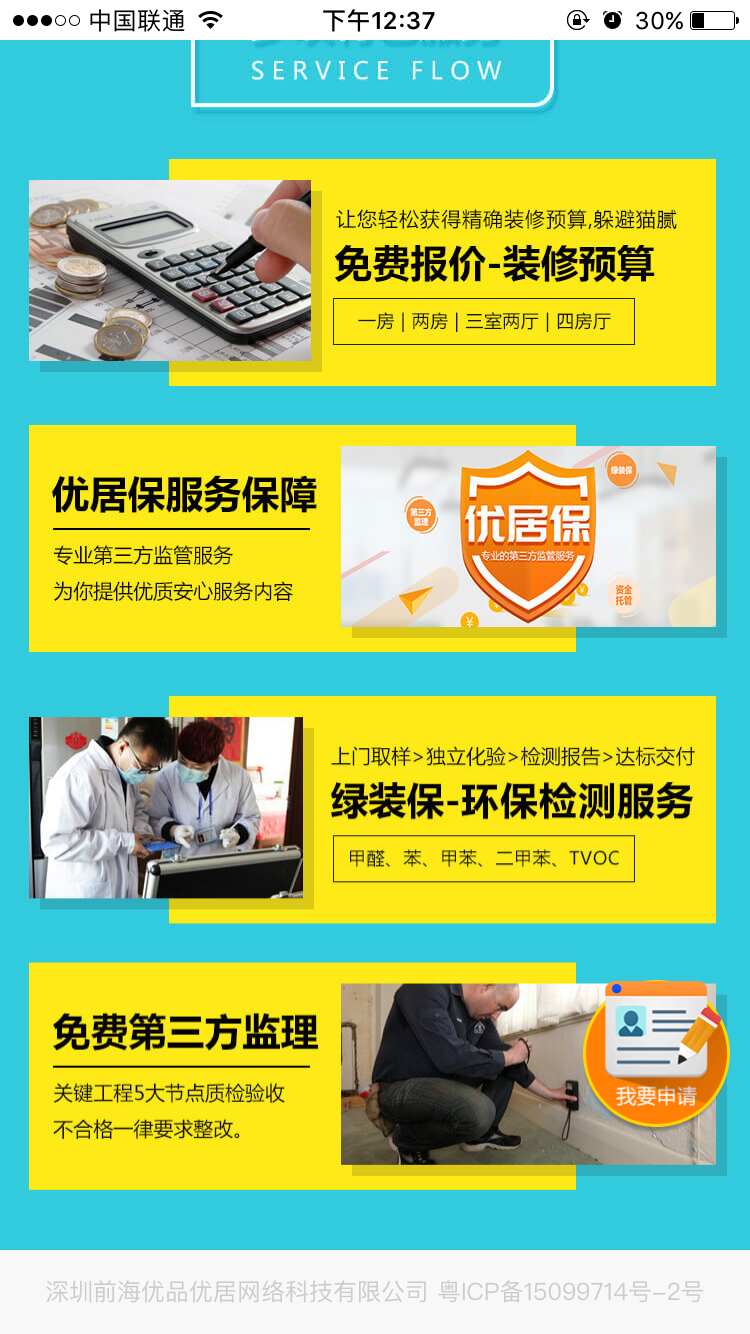 中国联通 下午12:37 30%
SERVICE FLOW
让您轻松获得精确装修预算,躲避猫腻
免费报价-装修预算
一房 | 两房 | 三室两厅 | 四房厅
优居保服务保障
专业第三方监管服务
为你提供优质安心服务内容
绿装保
第三方
监理
优居保
专业的第三方监管服务
资金
托管
上门取样>独立化验>检测报告>达标交付
绿装保-环保检测服务
甲醛、苯、甲苯、二甲苯、TVOC
免费第三方监理
关键工程5大节点质检验收
不合格一律要求整改。
我要申请
深圳前海优品优居网络科技有限公司 粤ICP备15099714号-2号